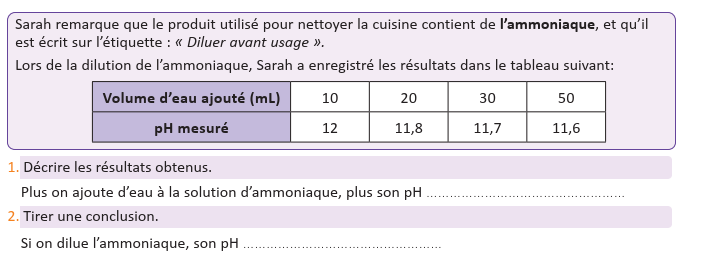 Sarah remarque que le produit utilisé pour nettoyer la cuisine contient de l’ammoniaque, et qu’il
est écrit sur l’étiquette : « Diluer avant usage ».
Lors de la dilution de l’ammoniaque, Sarah a enregistré les résultats dans le tableau suivant:
Volume d’eau ajouté (mL) 10 20 30 50
pH mesuré 12 11,8 11,7 11,6
1. Décrire les résultats obtenus.
Plus on ajoute d’eau à la solution d’ammoniaque, plus son pH ................................................
2. Tirer une conclusion.
Si on dilue l’ammoniaque, son pH ................................................